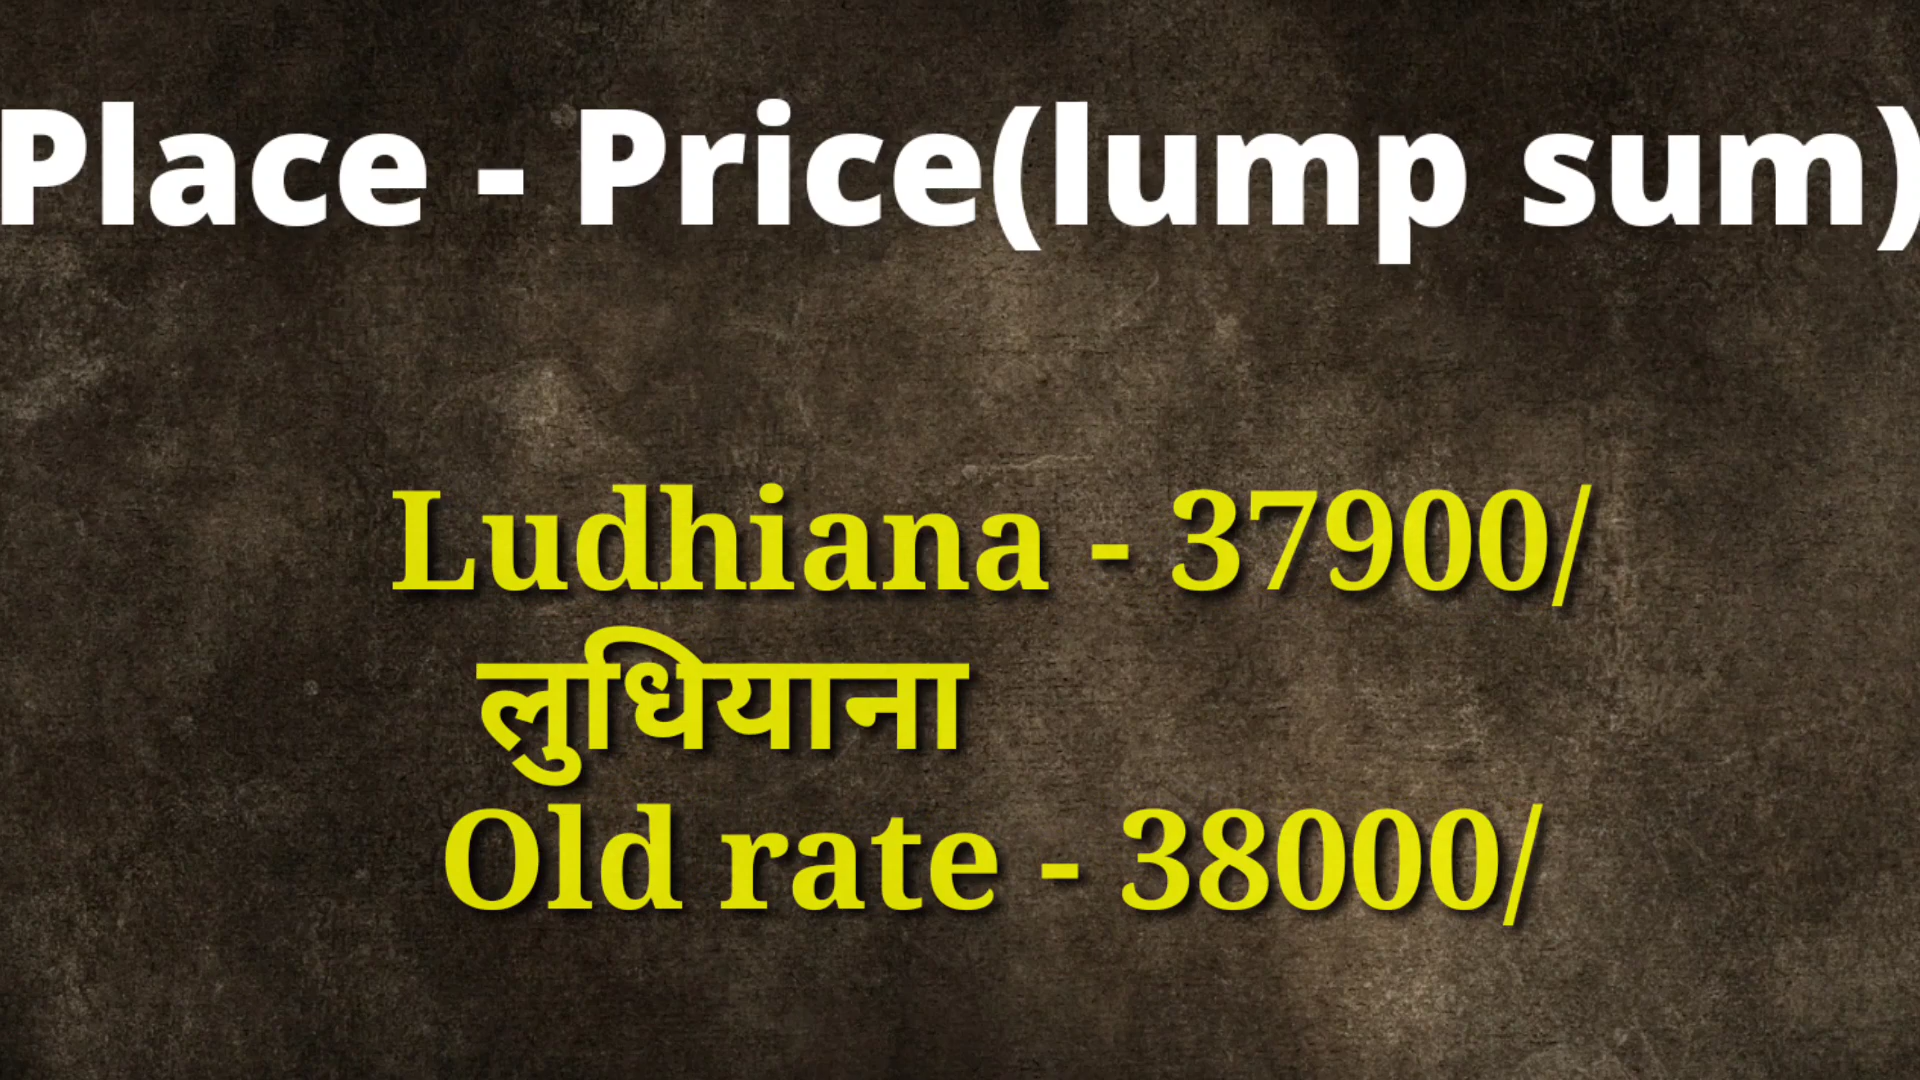 Place - Price(lump sum)
Ludhiana - 37900/
लुधियाना
Old rate - 38000/